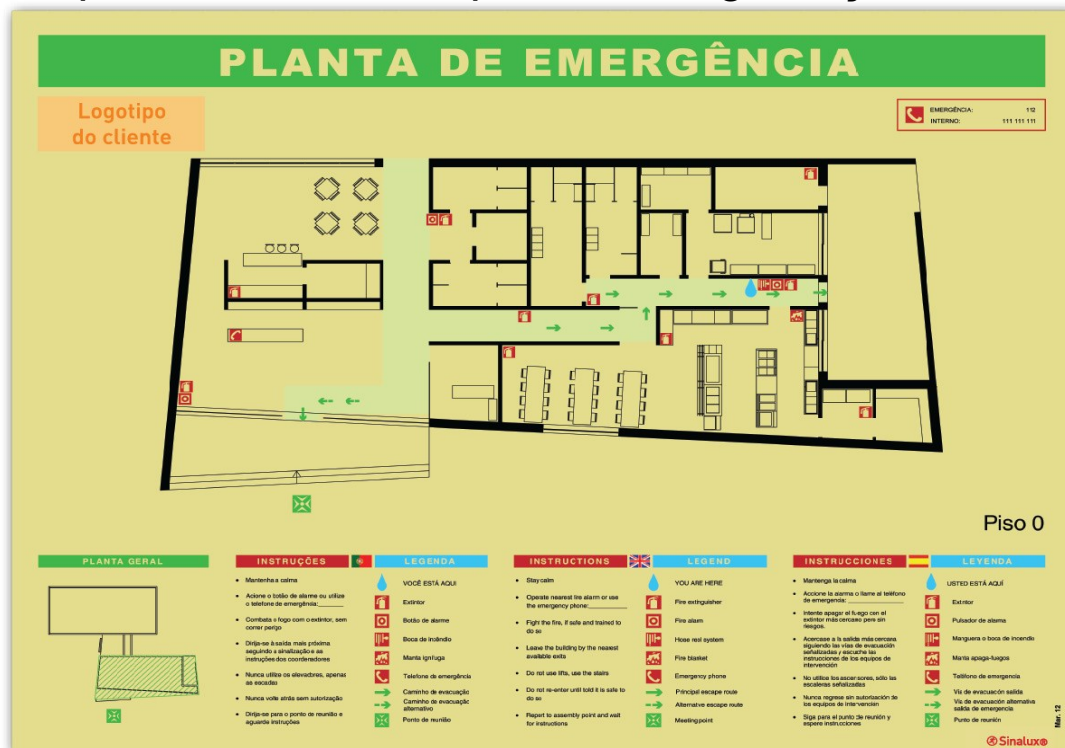 PLANTA DE EMERGÊNCIA
Logotipo
do cliente
EMERGÊNCIA: 112
INTERNO: 111 111 111
Piso 0
PLANTA GERAL
INSTRUÇÕES
LEGENDA
• Mantenha a calma
• Acione o botão de alarme ou utilize
o telefone de emergência:_______
• Combata o fogo com o extintor, sem
correr perigo
• Dirija-se à saída mais próxima
seguindo a sinalização e as
instruções dos coordenadores
• Nunca utilize os elevadores, apenas
as escadas
• Nunca volte atrás sem autorização
• Dirija-se para o ponto de reunião e
aguarde instruções
VOCÊ ESTÁ AQUI
Extintor
Botão de alarme
Boca de incêndio
Manta ignífuga
Telefone de emergência
Caminho de evacuação
Caminho de evacuação
alternativo
Ponto de reunião
INSTRUCTIONS
LEGEND
• Stay calm
• Operate nearest fire alarm or use
the emergency phone:__________
• Fight the fire, if safe and trained to
do so
• Leave the building by the nearest
available exits
• Do not use lifts, use the stairs
• Do not re-enter until told it is safe to
do so
• Report to assembly point and wait
for instructions
YOU ARE HERE
Fire extinguisher
Fire alarm
Hose real system
Fire blasket
Emergency phone
Principal escape route
Alternative escape route
Meeting point
INSTRUCCIONES
LEYENDA
• Mantenga la calma
• Accione la alarma o llame al teléfono
de emergencia: ______________
• Intente apagar el fuego con el
extintor más cercano pero sin
riesgos.
• Acercase a la salida más cercana
siguiendo las vías de evacuación
señalizadas y escuche las
instrucciones de los equipos de
intervención
• No utilice los ascensores, sólo las
escaleras señalizadas
• Nunca regrese sin autorización de
los equipos de intervención
• Siga para el punto de reunión y
espere instrucciones
USTED ESTÁ AQUÍ
Extintor
Pulsador de alarma
Manguera o boca de incendio
Manta apaga-fuegos
Teléfono de emergencia
Vía de evacuación salida
Vía de evacuación alternativa
salida de emergencia
Punto de reunión
Mar. 12
Sinalux®